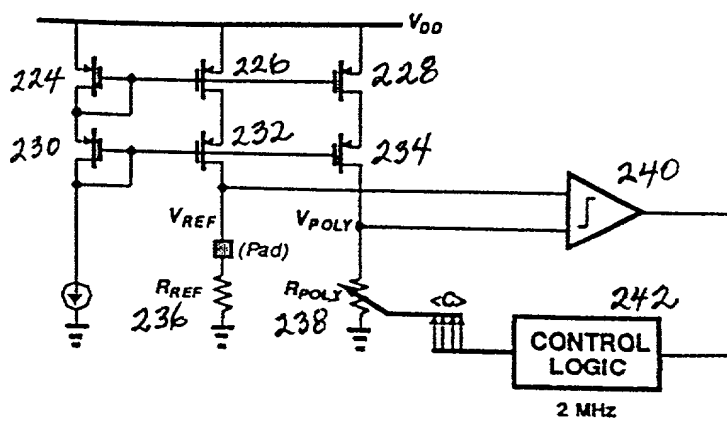 V_DD
224
226
228
230
232
234
240
V_REF
V_POLY
(Pad)
R_REF
R_POLY
<C>
236
238
242
CONTROL
LOGIC
2 MHz